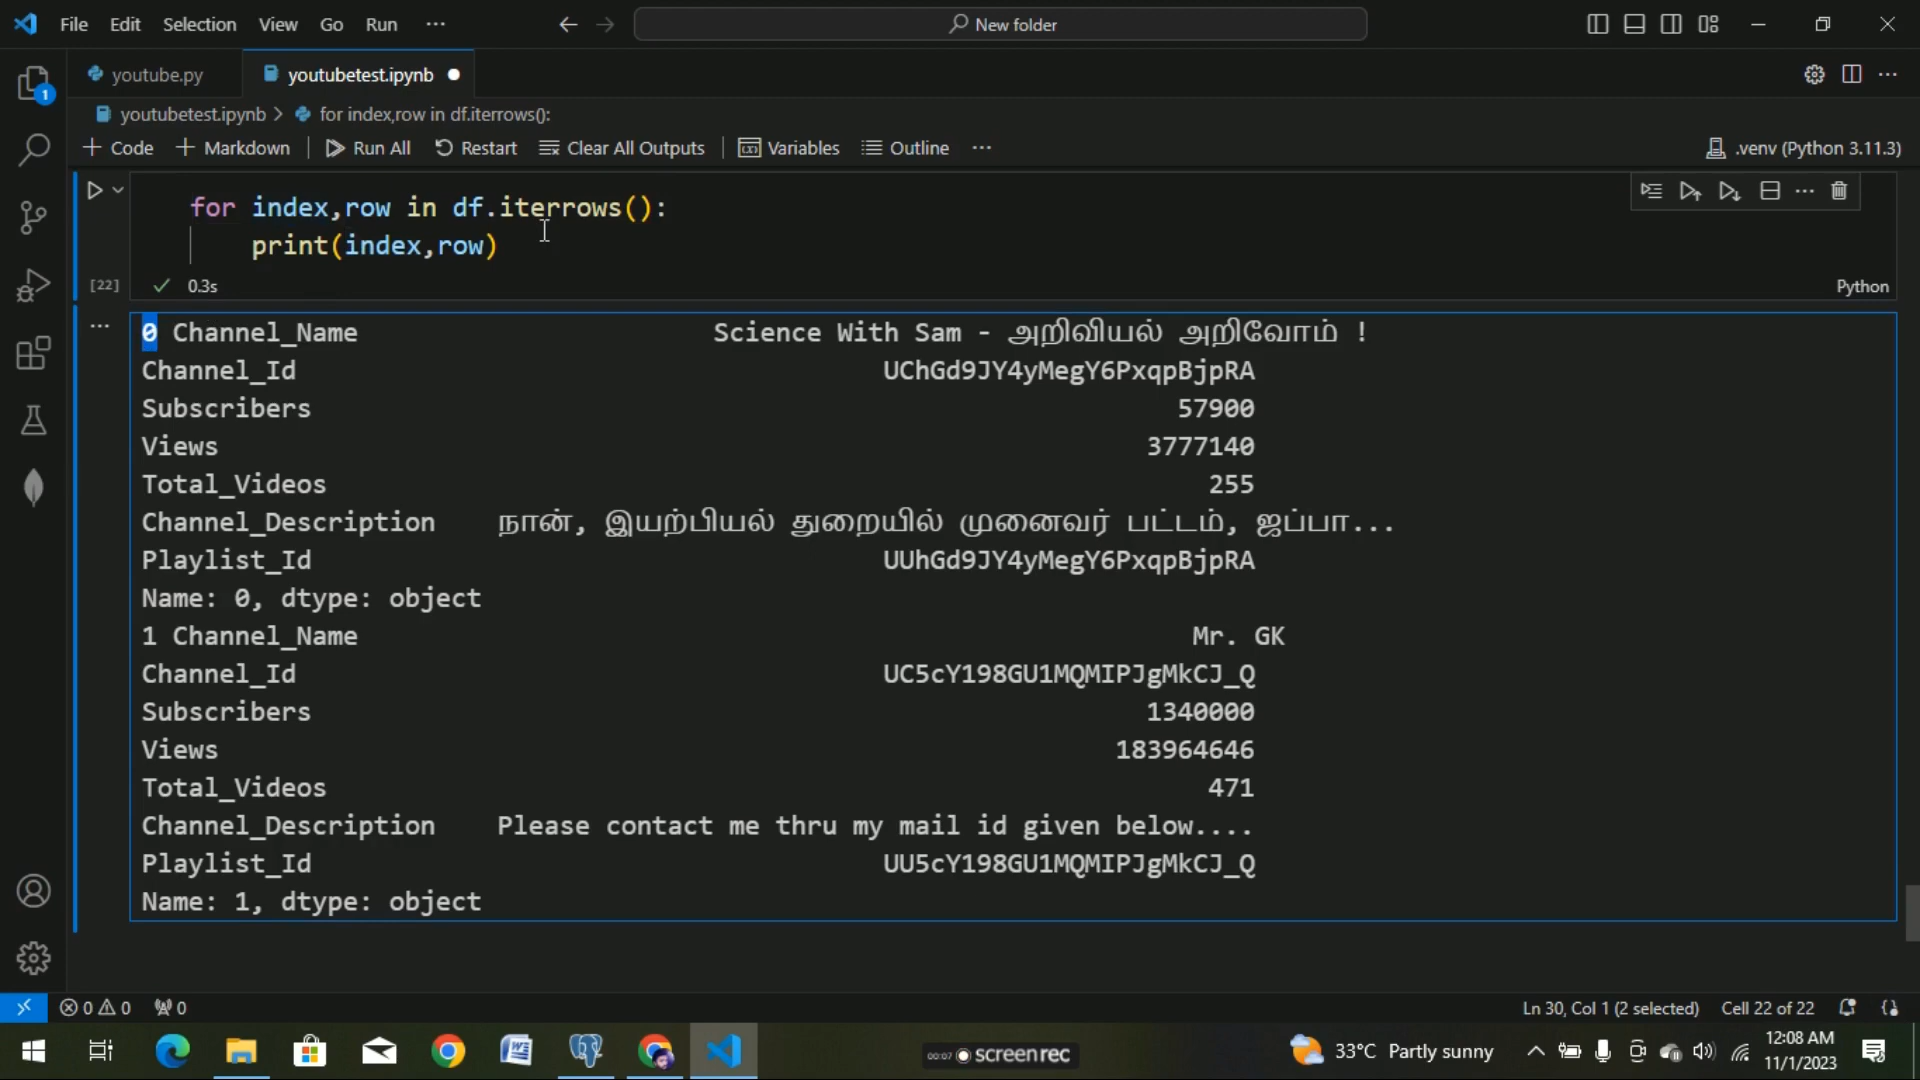 File Edit Selection View Go Run ··· New folder
youtube.py youtubetest.ipynb
youtubetest.ipynb > for index,row in df.iterrows():
+ Code + Markdown Run All Restart Clear All Outputs Variables Outline ··· .venv (Python 3.11.3)
for index,row in df.iterrows():
print(index,row)
[22] 0.3s Python
0 Channel_Name Science With Sam - அறிவியல் அறிவோம் !
Channel_Id UChGd9JY4yMegY6PxqpBjpRA
Subscribers 57900
Views 3777140
Total_Videos 255
Channel_Description நான், இயற்பியல் துறையில் முனைவர் பட்டம், ஜப்பா...
Playlist_Id UUhGd9JY4yMegY6PxqpBjpRA
Name: 0, dtype: object
1 Channel_Name Mr. GK
Channel_Id UC5cY198GU1MQMIPJgMkCJ_Q
Subscribers 1340000
Views 183964646
Total_Videos 471
Channel_Description Please contact me thru my mail id given below....
Playlist_Id UU5cY198GU1MQMIPJgMkCJ_Q
Name: 1, dtype: object
1
0 0 0 Ln 30, Col 1 (2 selected) Cell 22 of 22
00:07 screenrec 33°C Partly sunny 12:08 AM
11/1/2023